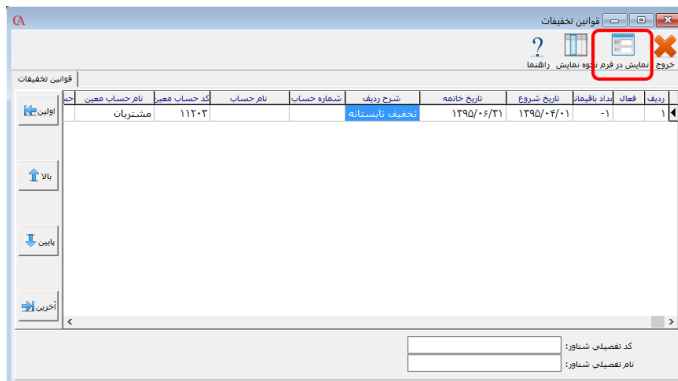 قوانین تخفیفات
خروج نمایش در فرم نحوه نمایش راهنما
قوانین تخفیفات
ردیف فعال تاریخ شروع تاریخ خاتمه شرح ردیف شماره حساب نام حساب کد حساب معین نام حساب معین
۱ -۱ ۱۳۹۵/۰۴/۰۱ ۱۳۹۵/۰۶/۳۱ تخفیف تابستانه ۱۱۲۰۳ مشتریان
اولین
بالا
پایین
آخرین
کد تفصیلی شناور:
نام تفصیلی شناور: